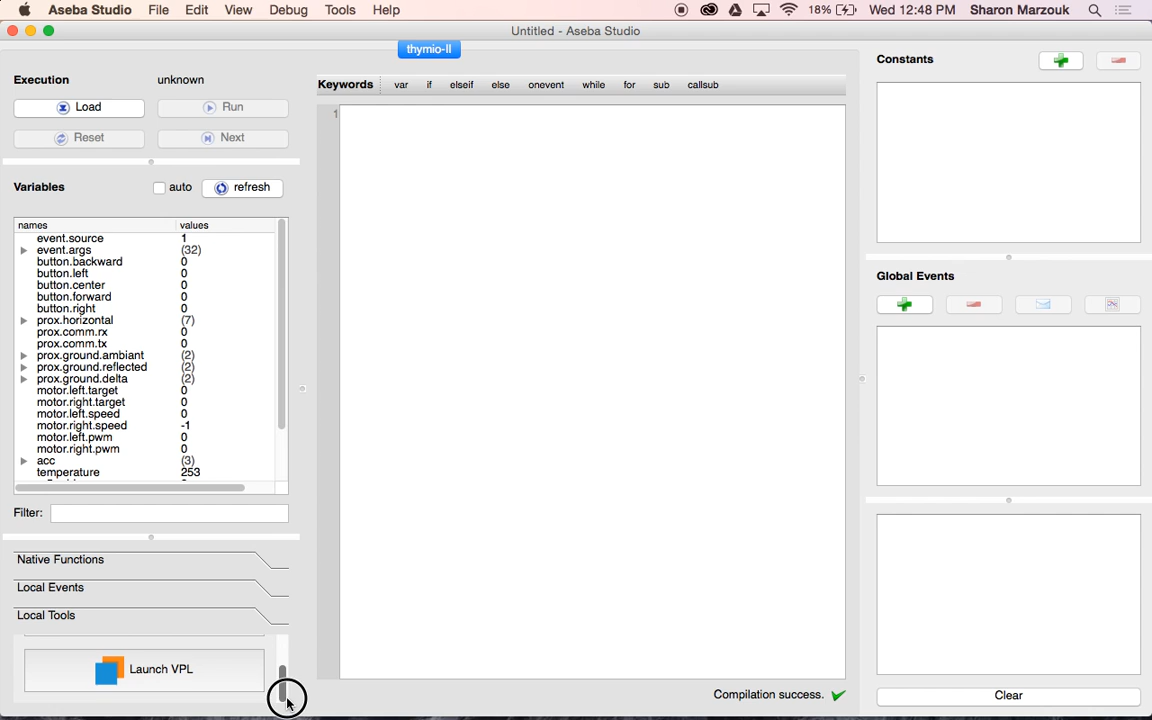 Aseba Studio File Edit View Debug Tools Help 18% Wed 12:48 PM Sharon Marzouk
Untitled - Aseba Studio
thymio-II
Execution unknown
Load Run
Reset Next
Variables auto refresh
names values
event.source 1
event.args (32)
button.backward 0
button.left 0
button.center 0
button.forward 0
button.right 0
prox.horizontal (7)
prox.comm.rx 0
prox.comm.tx 0
prox.ground.ambiant (2)
prox.ground.reflected (2)
prox.ground.delta (2)
motor.left.target 0
motor.right.target 0
motor.left.speed 0
motor.right.speed -1
motor.left.pwm 0
motor.right.pwm 0
acc (3)
temperature 253
Filter:
Native Functions
Local Events
Local Tools
Launch VPL
Keywords var if elseif else onevent while for sub callsub
1
Compilation success.
Constants
Global Events
Clear